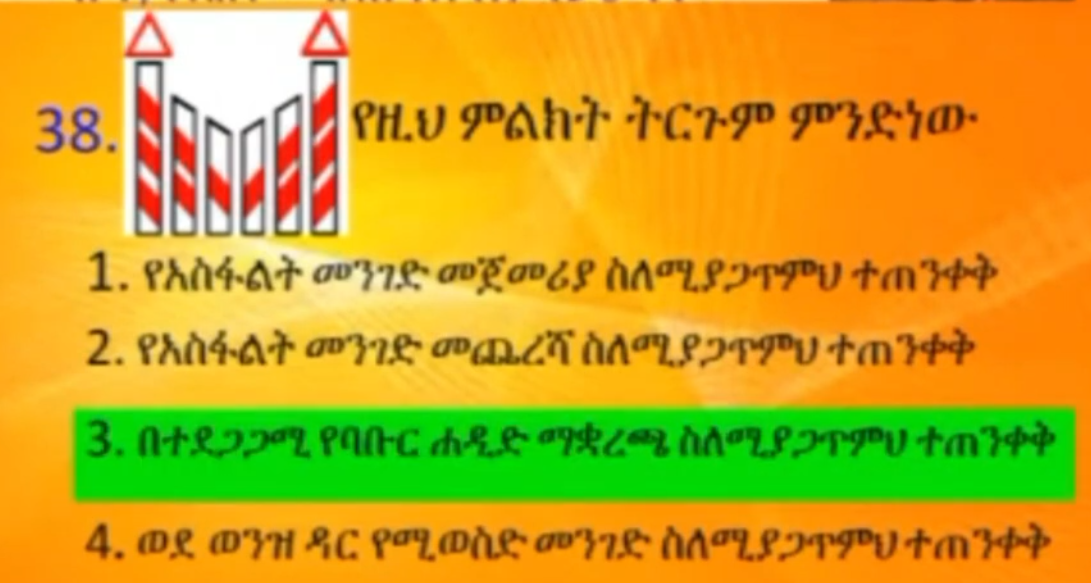 38. የዚህ ምልክት ትርጉም ምንድነው
1. የአስፋልት መንገድ መጀመሪያ ስለሚያጋጥምህ ተጠንቀቅ
2. የአስፋልት መንገድ መጨረሻ ስለሚያጋጥምህ ተጠንቀቅ
3. በተደጋጋሚ የባቡር ሐዲድ ማቋረጫ ስለሚያጋጥምህ ተጠንቀቅ
4. ወደ ወንዝ ዳር የሚወስድ መንገድ ስለሚያጋጥምህ ተጠንቀቅ